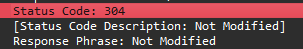 Status Code: 304
[Status Code Description: Not Modified]
Response Phrase: Not Modified